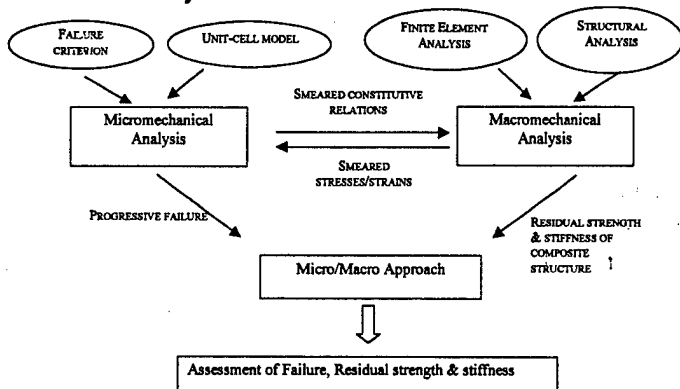 FAILURE
CRITERION
UNIT-CELL MODEL
FINITE ELEMENT
ANALYSIS
STRUCTURAL
ANALYSIS
SMEARED CONSTITUTIVE
RELATIONS
Micromechanical
Analysis
Macromechanical
Analysis
SMEARED
STRESSES/STRAINS
PROGRESSIVE FAILURE
RESIDUAL STRENGTH
& STIFFNESS OF
COMPOSITE
STRUCTURE
Micro/Macro Approach
Assessment of Failure, Residual strength & stiffness